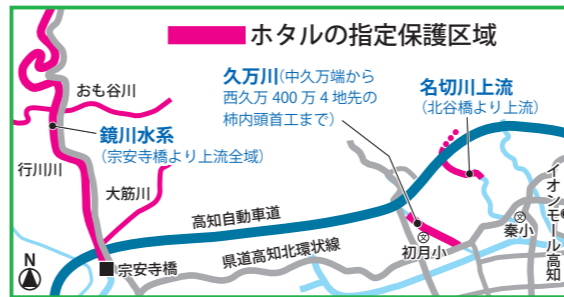 ホタルの指定保護区域
おも谷川
鏡川水系
(宗安寺橋より上流全域)
行川川
大筋川
久万川(中久万端から
西久万400万4地先の
柿内頭首工まで)
名切川上流
(北谷橋より上流)
高知自動車道
県道高知北環状線
N
宗安寺橋
文
初月小
文
秦小
イオンモール高知